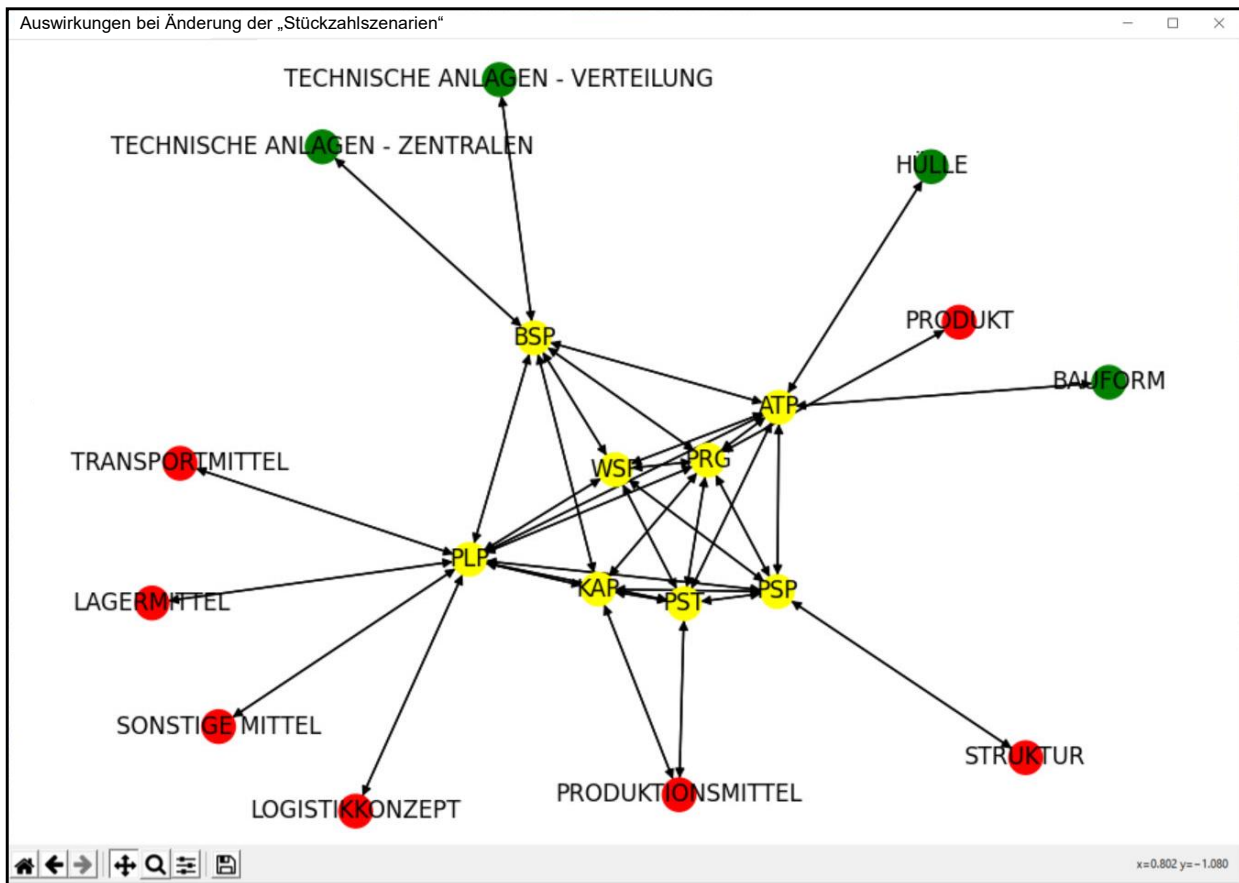 Auswirkungen bei Änderung der „Stückzahlszenarien“
TECHNISCHE ANLAGEN - VERTEILUNG
TECHNISCHE ANLAGEN - ZENTRALEN
HÜLLE
PRODUKT
BSP
BAUFORM
ATP
TRANSPORTMITTEL
WSP
PRG
PLP
LAGERMITTEL
KAP
PST
PSP
SONSTIGE MITTEL
STRUKTUR
LOGISTIKKONZEPT
PRODUKTIONSMITTEL
x=0.802 y=−1.080